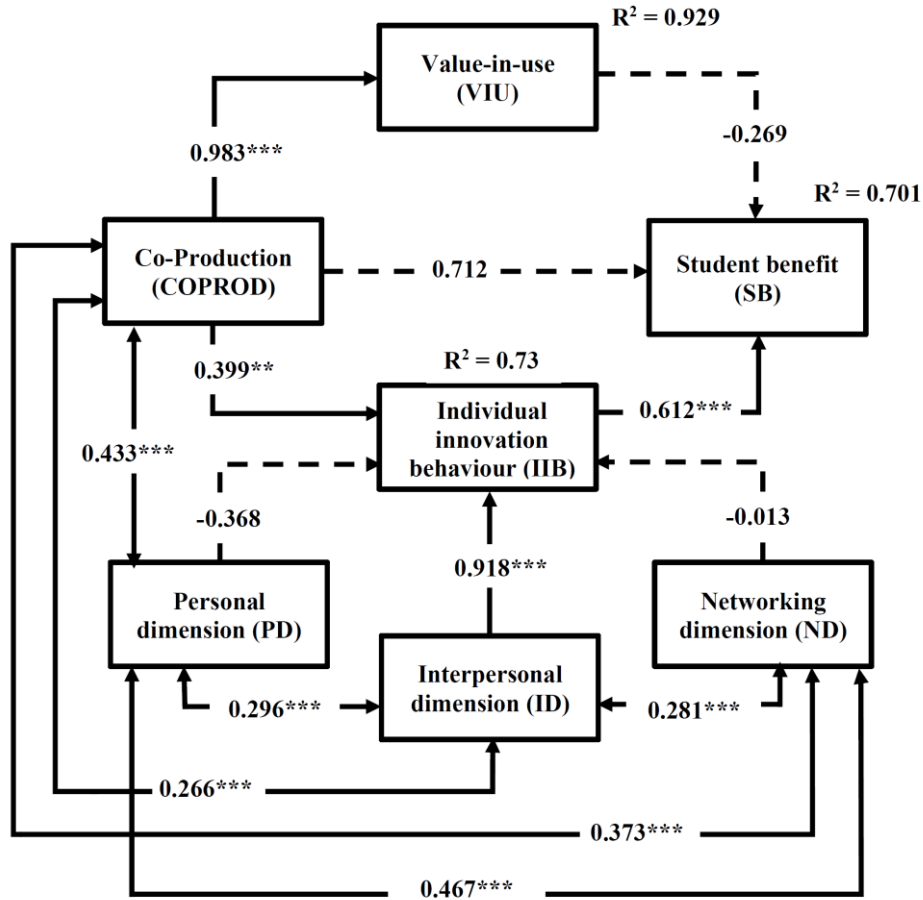 R² = 0.929
Value-in-use
(VIU)
-0.269
0.983***
R² = 0.701
Co-Production
(COPROD)
0.712
Student benefit
(SB)
0.399**
R² = 0.73
Individual
innovation
behaviour (IIB)
0.612***
0.433***
-0.368
-0.013
0.918***
Personal
dimension (PD)
Networking
dimension (ND)
Interpersonal
dimension (ID)
0.296***
0.281***
0.266***
0.373***
0.467***